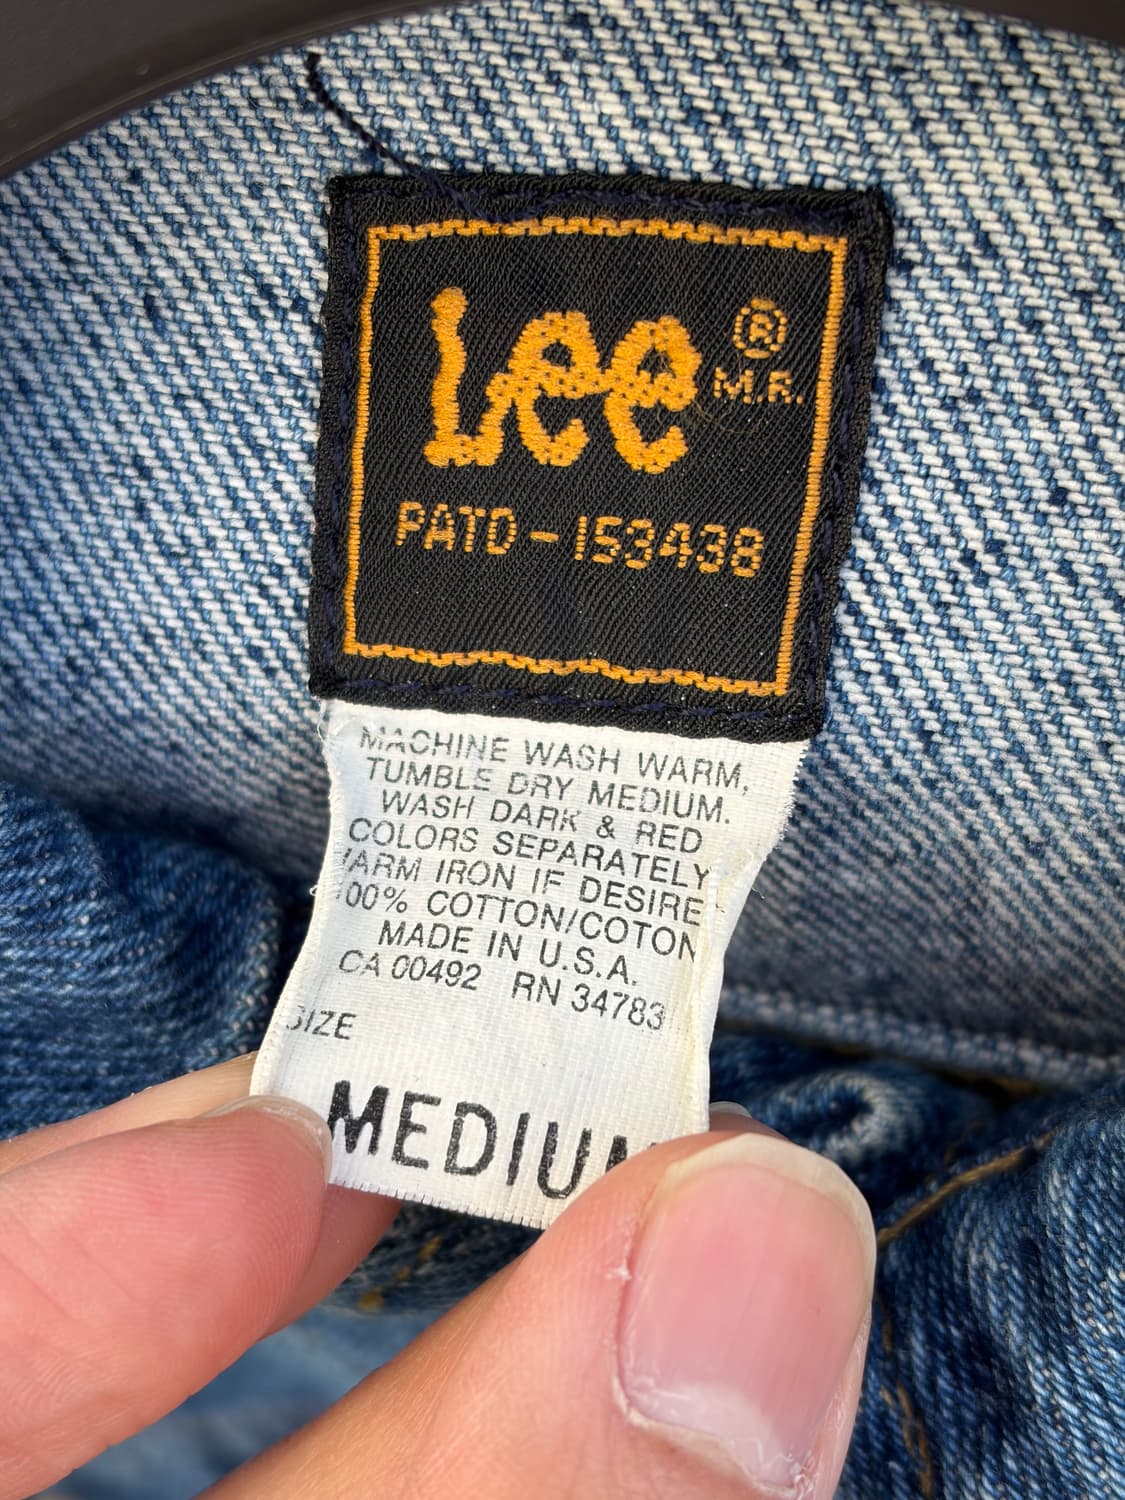 Lee ®
M.R.
PATD-153438
MACHINE WASH WARM,
TUMBLE DRY MEDIUM.
WASH DARK & RED
COLORS SEPARATELY
ARM IRON IF DESIRE
00% COTTON/COTON
MADE IN U.S.A.
CA 00492 RN 34783
SIZE
MEDIUM